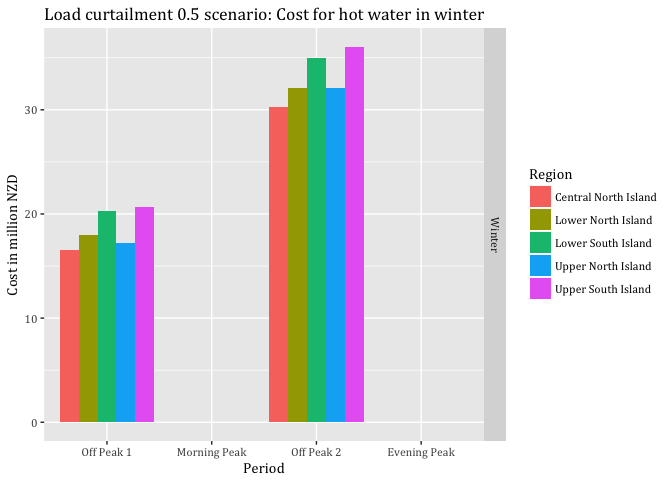 Load curtailment 0.5 scenario: Cost for hot water in winter
Cost in million NZD
30
20
10
0
Off Peak 1
Morning Peak
Off Peak 2
Evening Peak
Period
Winter
Region
Central North Island
Lower North Island
Lower South Island
Upper North Island
Upper South Island